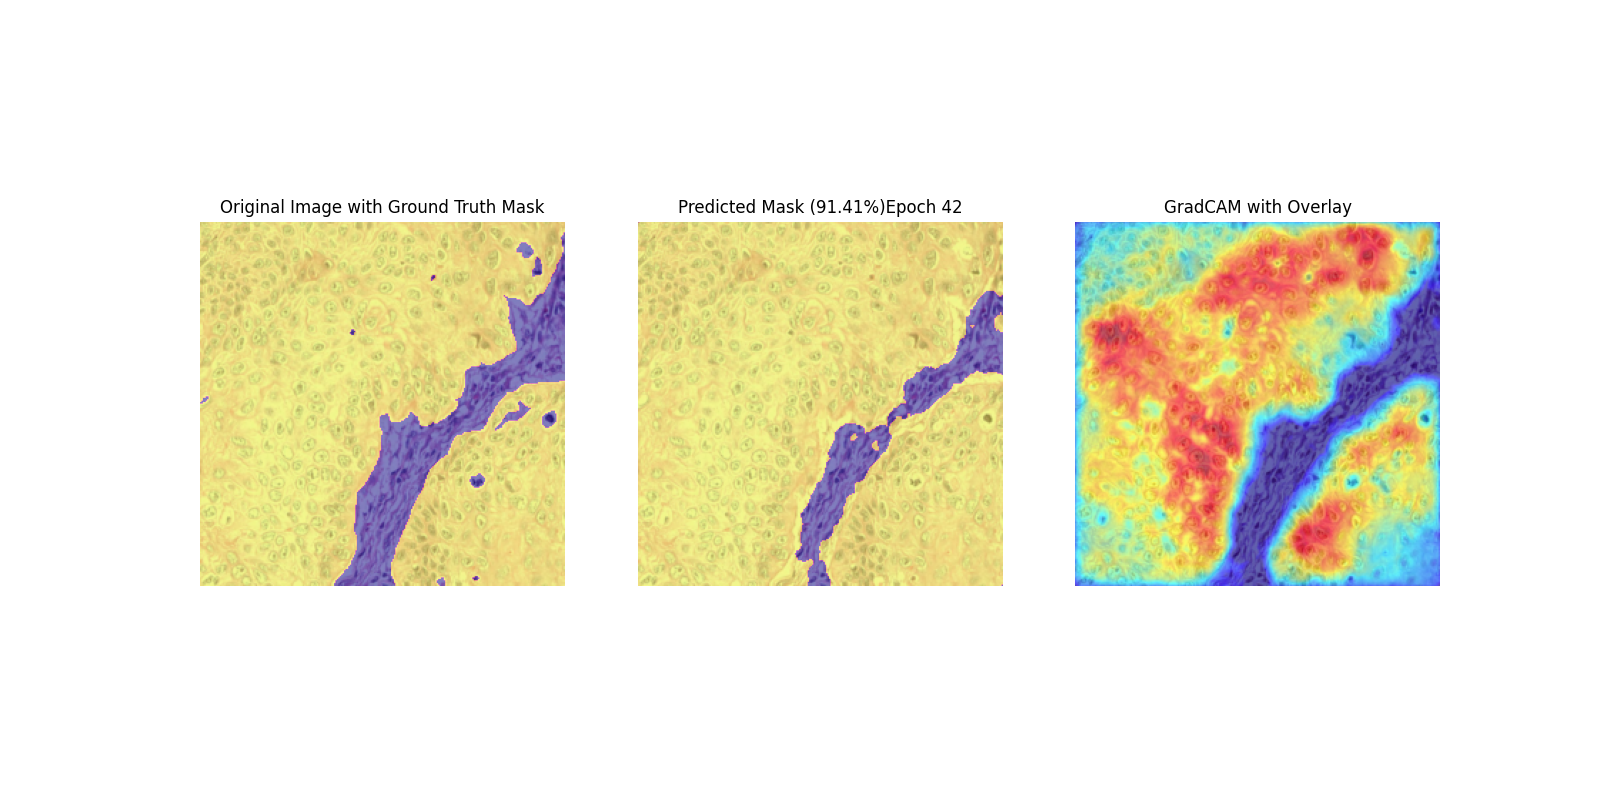 Original Image with Ground Truth Mask
Predicted Mask (91.41%)Epoch 42
GradCAM with Overlay